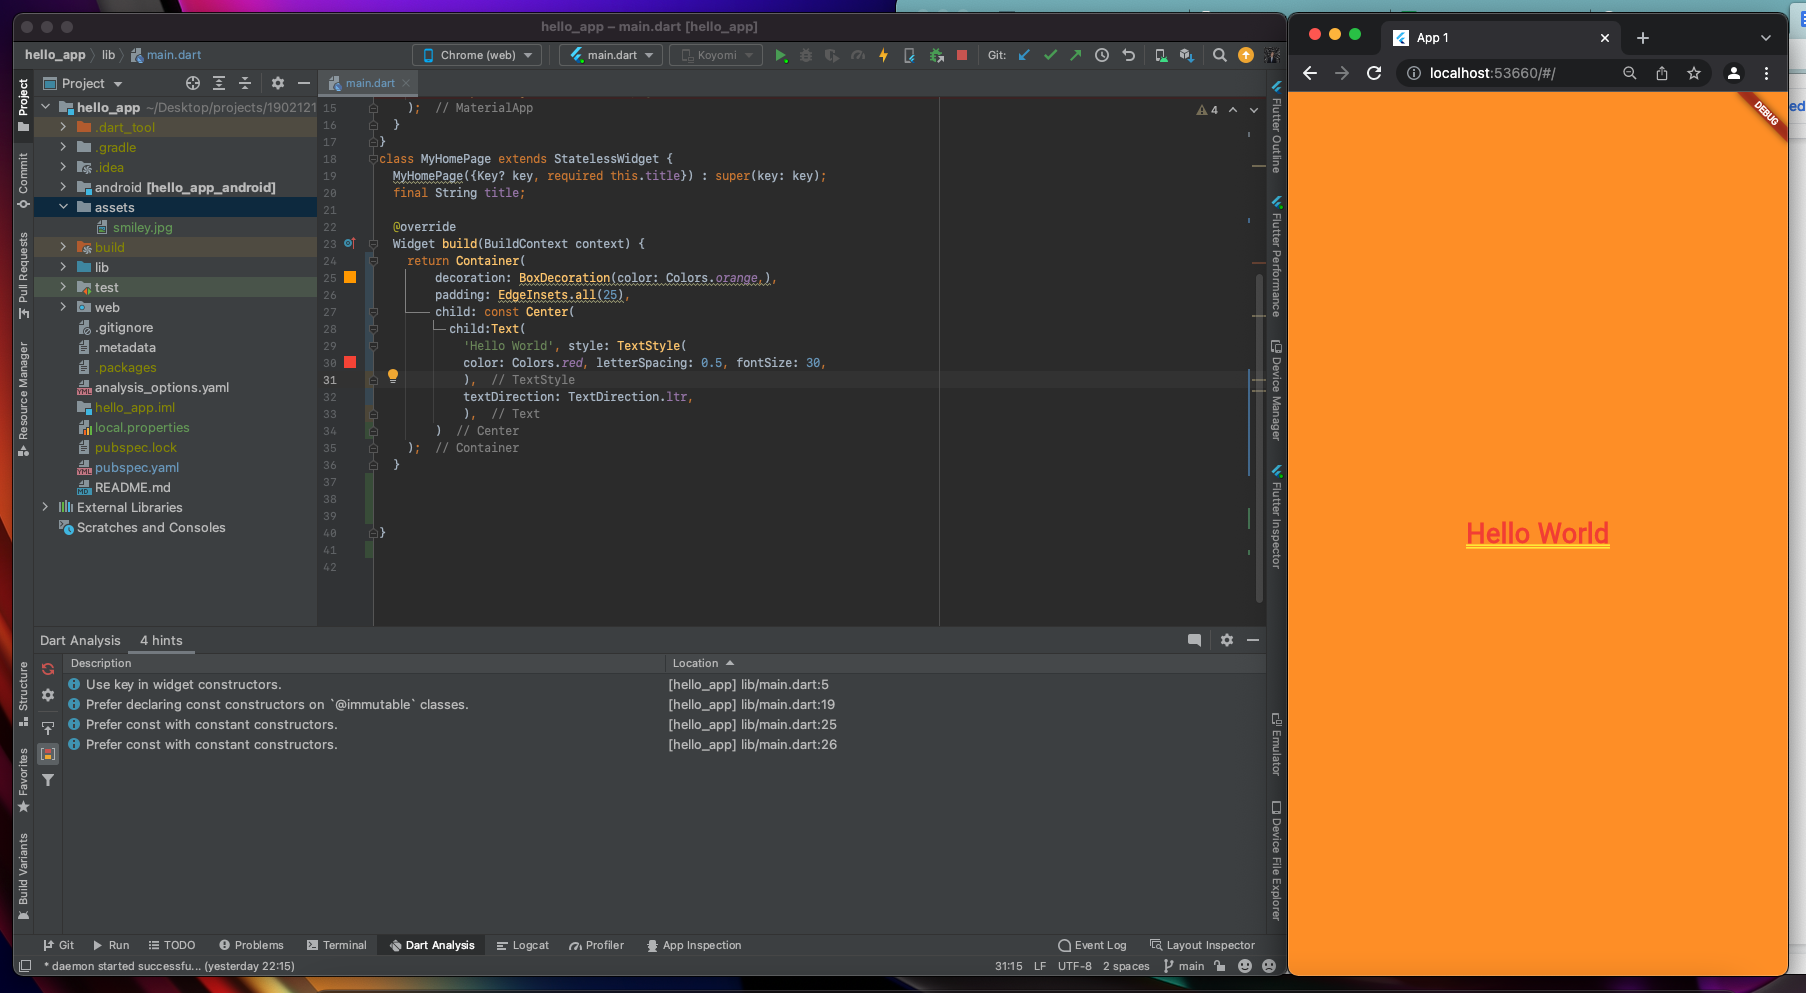 hello_app – main.dart [hello_app]
hello_app lib main.dart
Chrome (web) main.dart Koyomi Git:
Project
main.dart
hello_app ~/Desktop/projects/1902121
.dart_tool
.gradle
.idea
android [hello_app_android]
assets
smiley.jpg
build
lib
test
web
.gitignore
.metadata
.packages
analysis_options.yaml
hello_app.iml
local.properties
pubspec.lock
pubspec.yaml
README.md
External Libraries
Scratches and Consoles
Project
Commit
Pull Requests
Resource Manager
Structure
Favorites
Build Variants
4
15 ); // MaterialApp
16 }
17 }
18 class MyHomePage extends StatelessWidget {
19 MyHomePage({Key? key, required this.title}) : super(key: key);
20 final String title;
21
22 @override
23 Widget build(BuildContext context) {
24 return Container(
25 decoration: BoxDecoration(color: Colors.orange,),
26 padding: EdgeInsets.all(25),
27 child: const Center(
28 child:Text(
29 'Hello World', style: TextStyle(
30 color: Colors.red, letterSpacing: 0.5, fontSize: 30,
31 ), // TextStyle
32 textDirection: TextDirection.ltr,
33 ), // Text
34 ) // Center
35 ); // Container
36 }
37
38
39
40 }
41
42
Flutter Outline
Flutter Performance
Device Manager
Flutter Inspector
Emulator
Device File Explorer
Dart Analysis 4 hints
Description Location
Use key in widget constructors. [hello_app] lib/main.dart:5
Prefer declaring const constructors on `@immutable` classes. [hello_app] lib/main.dart:19
Prefer const with constant constructors. [hello_app] lib/main.dart:25
Prefer const with constant constructors. [hello_app] lib/main.dart:26
Git Run TODO Problems Terminal Dart Analysis Logcat Profiler App Inspection Event Log Layout Inspector
* daemon started successfu... (yesterday 22:15) 31:15 LF UTF-8 2 spaces main
App 1
localhost:53660/#/
DEBUG
Hello World
ed